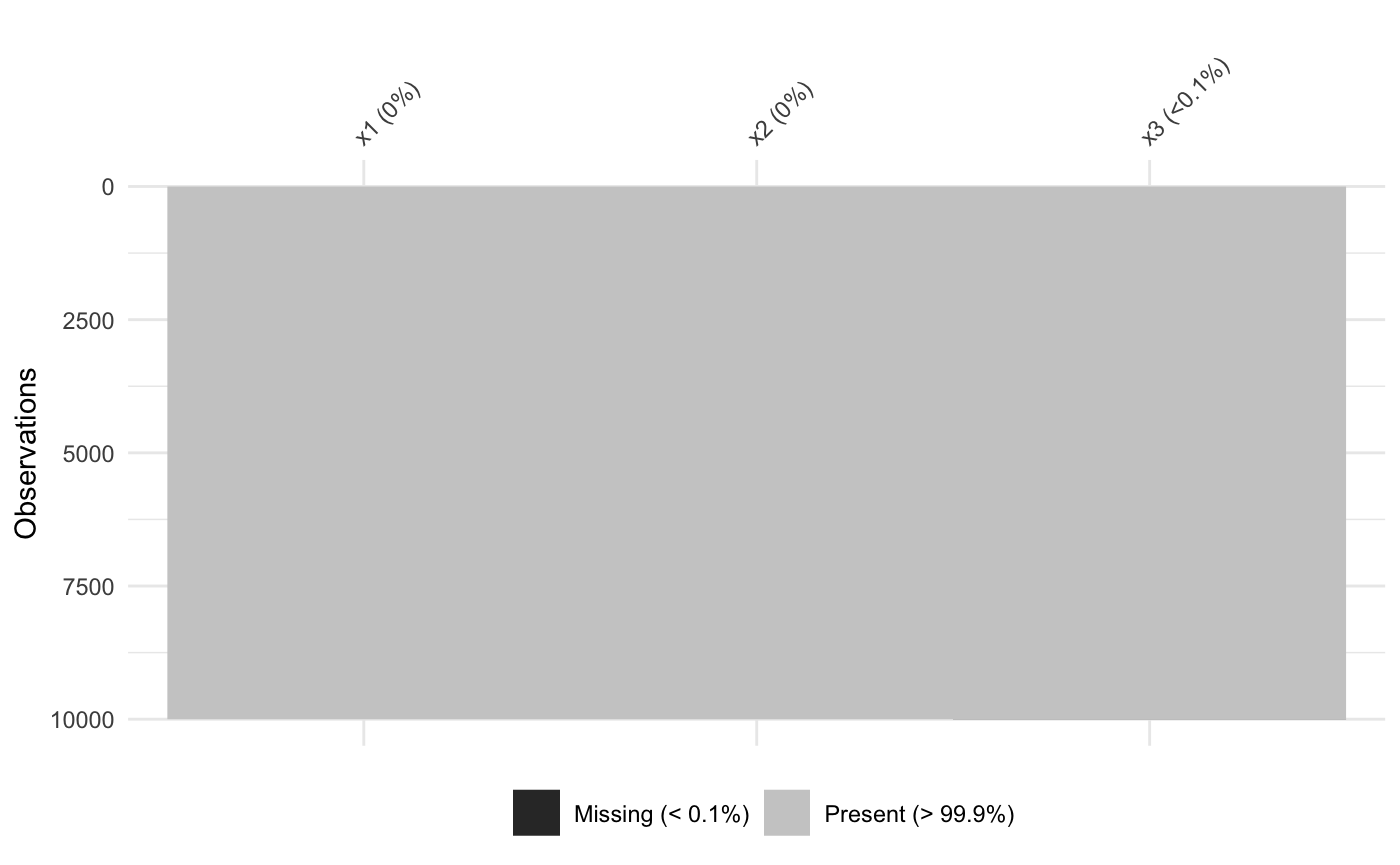 x1 (0%)
x2 (0%)
x3 (<0.1%)
0
2500
5000
7500
10000
Observations
Missing (< 0.1%)
Present (> 99.9%)